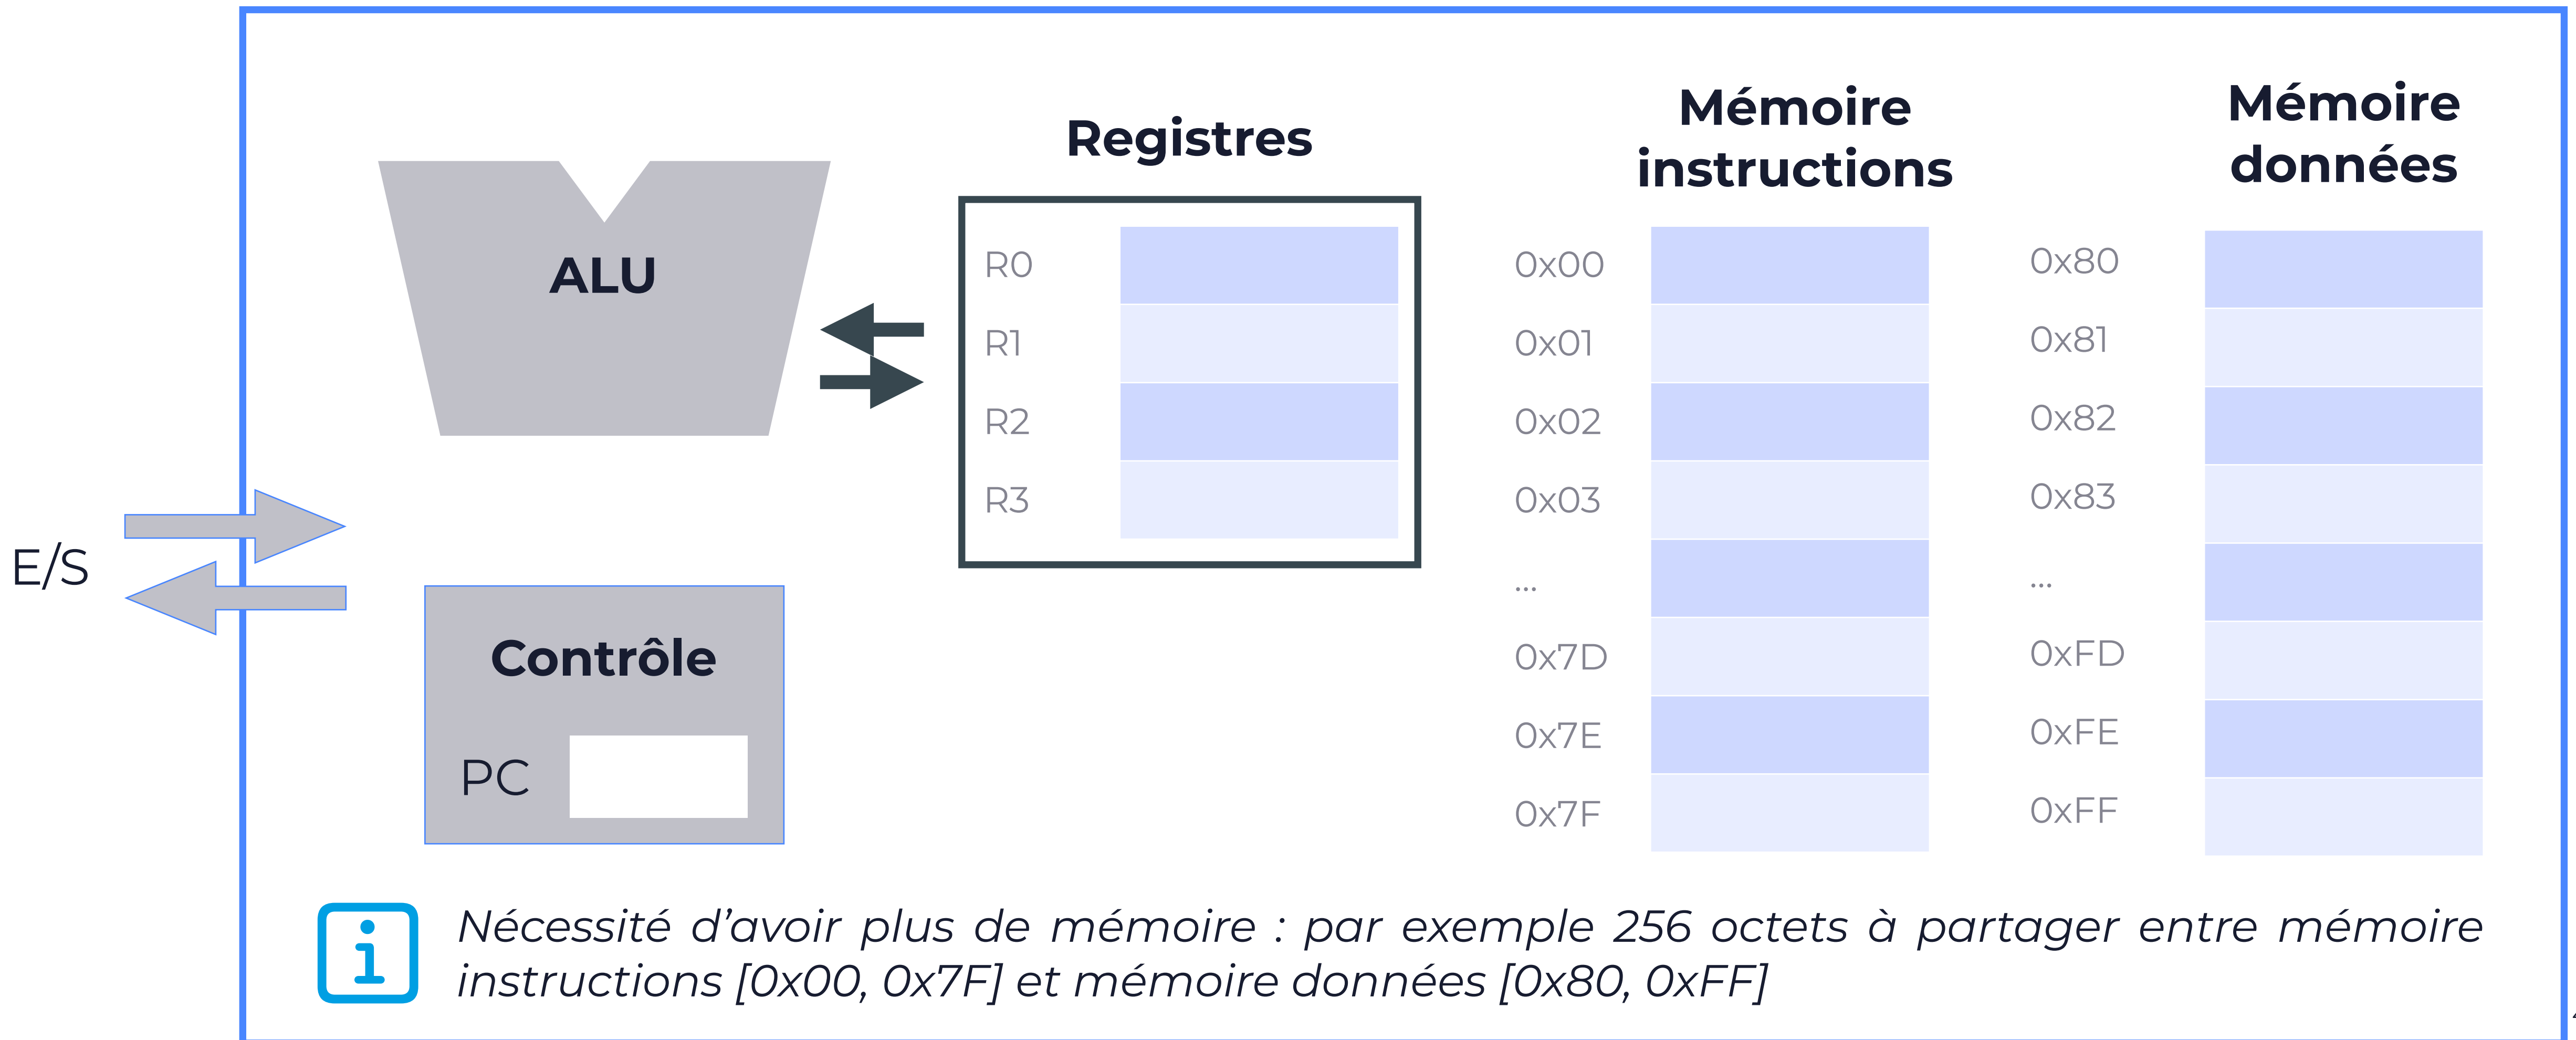 E/S
ALU
Contrôle
PC
Registres
R0
R1
R2
R3
Mémoire
instructions
0x00
0x01
0x02
0x03
...
0x7D
0x7E
0x7F
Mémoire
données
0x80
0x81
0x82
0x83
...
0xFD
0xFE
0xFF
Nécessité d’avoir plus de mémoire : par exemple 256 octets à partager entre mémoire
instructions [0x00, 0x7F] et mémoire données [0x80, 0xFF]